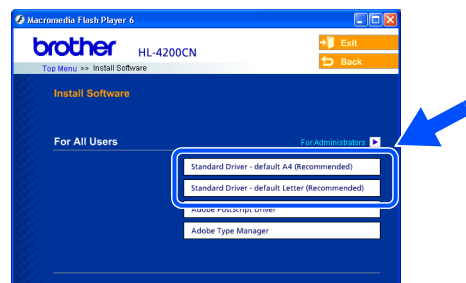 Macromedia Flash Player 6
brother HL-4200CN
Exit
Back
Top Menu >> Install Software
Install Software
For All Users
For Administrators
Standard Driver - default A4 (Recommended)
Standard Driver - default Letter (Recommended)
Adobe PostScript Driver
Adobe Type Manager